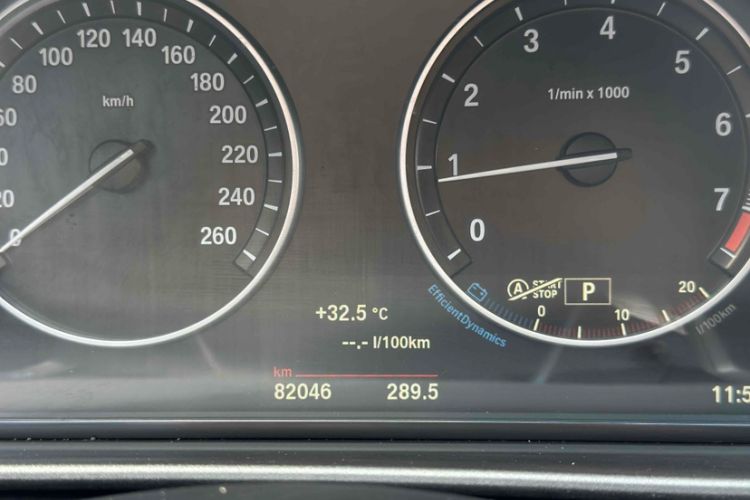 120 140
100 160
80 180
km/h
200
220
240
0 260
4
3 5
2 1/min x 1000
6
1
7
0
START
A STOP P
0 10 20
EfficientDynamics
l/100km
+32.5 °C
--.- l/100km
km
82046 289.5